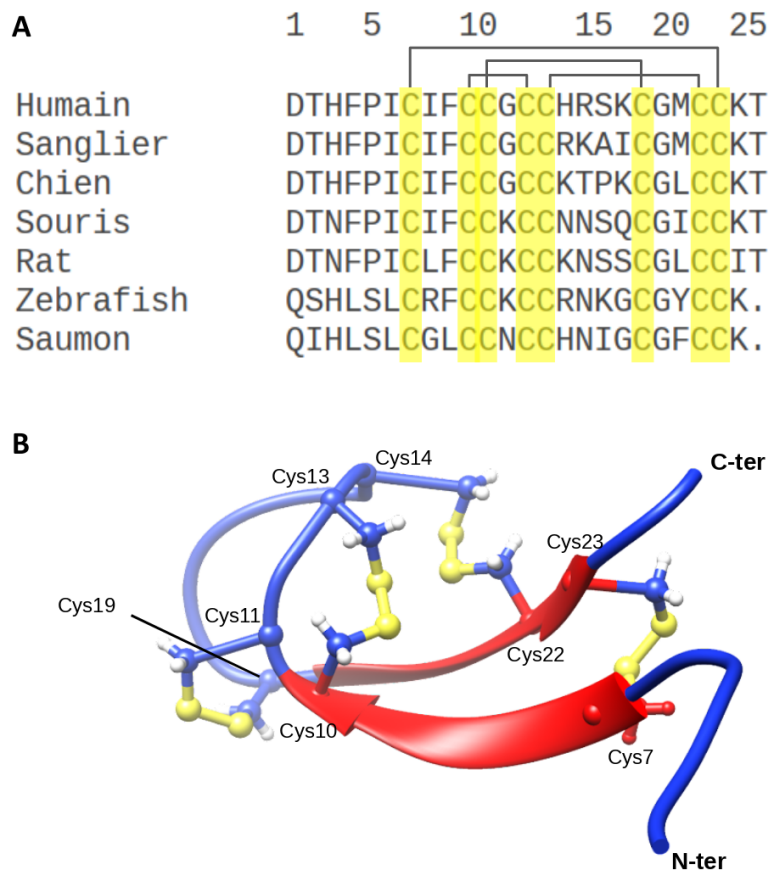 A
1 5 10 15 20 25
Humain DTHFPICIFCCGCCHRSKCGMCCKT
Sanglier DTHFPICIFCCGCCRKAICGMCCKT
Chien DTHFPICIFCCGCCKTPKCGLCCKT
Souris DTNFPICIFCCKCCNNSQCGICCKT
Rat DTNFPICLFCCKCCKNSSCGLCCIT
Zebrafish QSHLSLCRFCCKCCRNKGCGYCCK.
Saumon QIHLSLCGLCCNCCHNIGCGFCCK.
B
Cys14
C-ter
Cys13
Cys23
Cys19
Cys11
Cys22
Cys10
Cys7
N-ter